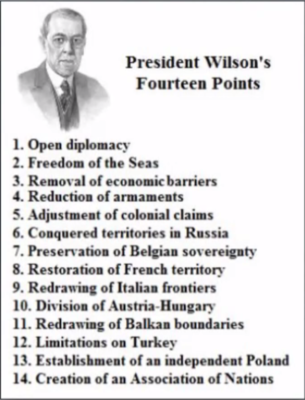 President Wilson's
Fourteen Points
1. Open diplomacy
2. Freedom of the Seas
3. Removal of economic barriers
4. Reduction of armaments
5. Adjustment of colonial claims
6. Conquered territories in Russia
7. Preservation of Belgian sovereignty
8. Restoration of French territory
9. Redrawing of Italian frontiers
10. Division of Austria-Hungary
11. Redrawing of Balkan boundaries
12. Limitations on Turkey
13. Establishment of an independent Poland
14. Creation of an Association of Nations